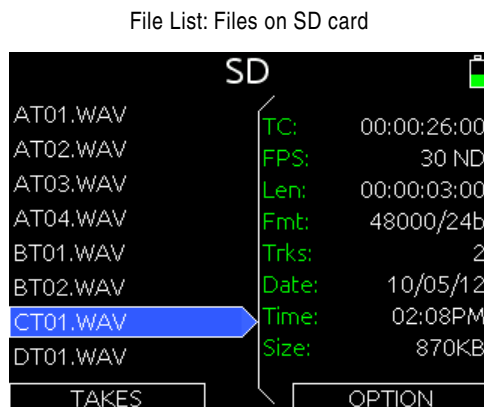 File List: Files on SD card
SD
AT01.WAV
AT02.WAV
AT03.WAV
AT04.WAV
BT01.WAV
BT02.WAV
CT01.WAV
DT01.WAV
TC: 00:00:26:00
FPS: 30 ND
Len: 00:00:03:00
Fmt: 48000/24b
Trks: 2
Date: 10/05/12
Time: 02:08PM
Size: 870KB
TAKES
OPTION